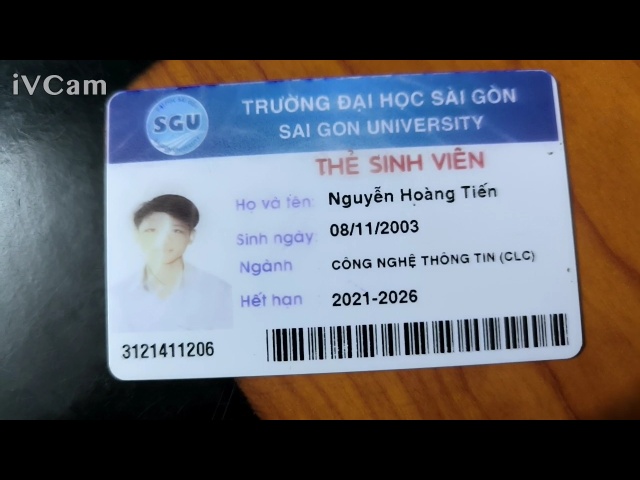 iVCam
SGU
TRƯỜNG ĐẠI HỌC SÀI GÒN
SAI GON UNIVERSITY
THẺ SINH VIÊN
Họ và tên: Nguyễn Hoàng Tiến
Sinh ngày: 08/11/2003
Ngành CÔNG NGHỆ THÔNG TIN (CLC)
Hết hạn 2021-2026
3121411206